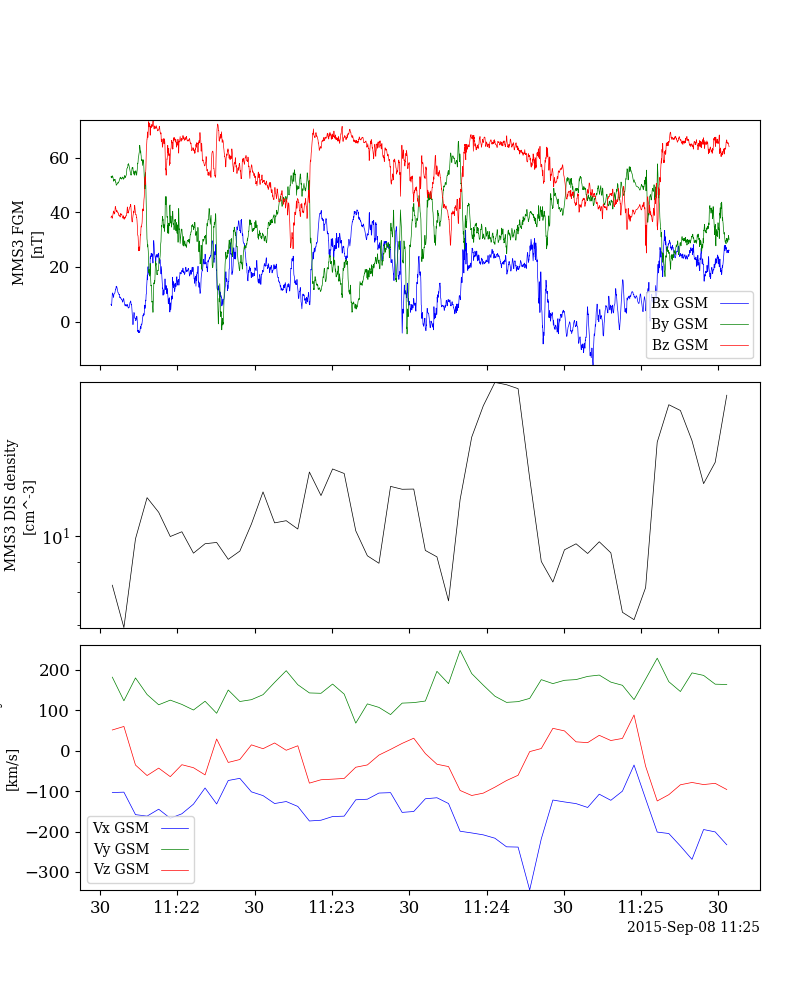 MMS3 FGM
[nT]
60
40
20
0
Bx GSM
By GSM
Bz GSM
MMS3 DIS density
[cm^-3]
10^1
[km/s]
200
100
0
−100
−200
−300
Vx GSM
Vy GSM
Vz GSM
30 11:22 30 11:23 30 11:24 30 11:25 30
2015-Sep-08 11:25